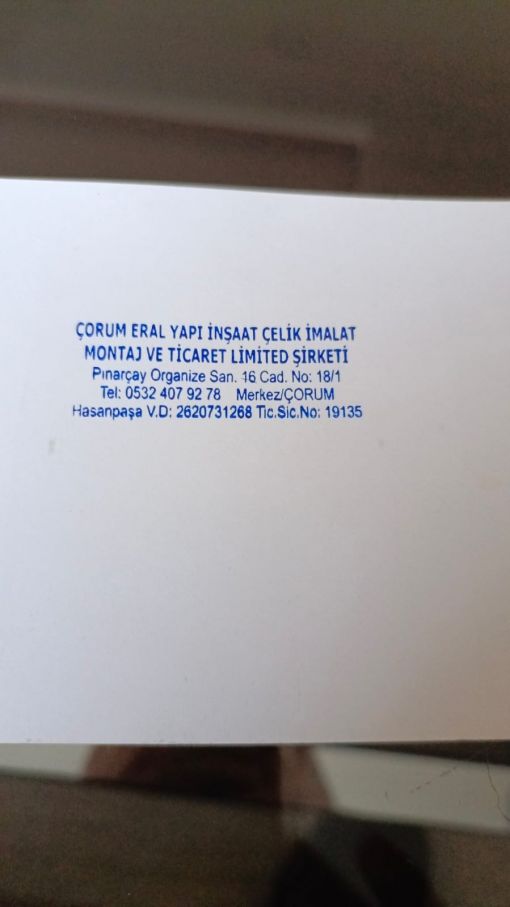 ÇORUM ERAL YAPI İNŞAAT ÇELİK İMALAT
MONTAJ VE TİCARET LİMİTED ŞİRKETİ
Pınarçay Organize San. 16 Cad. No: 18/1
Tel: 0532 407 92 78 Merkez/ÇORUM
Hasanpaşa V.D: 2620731268 Tic.Sic.No: 19135